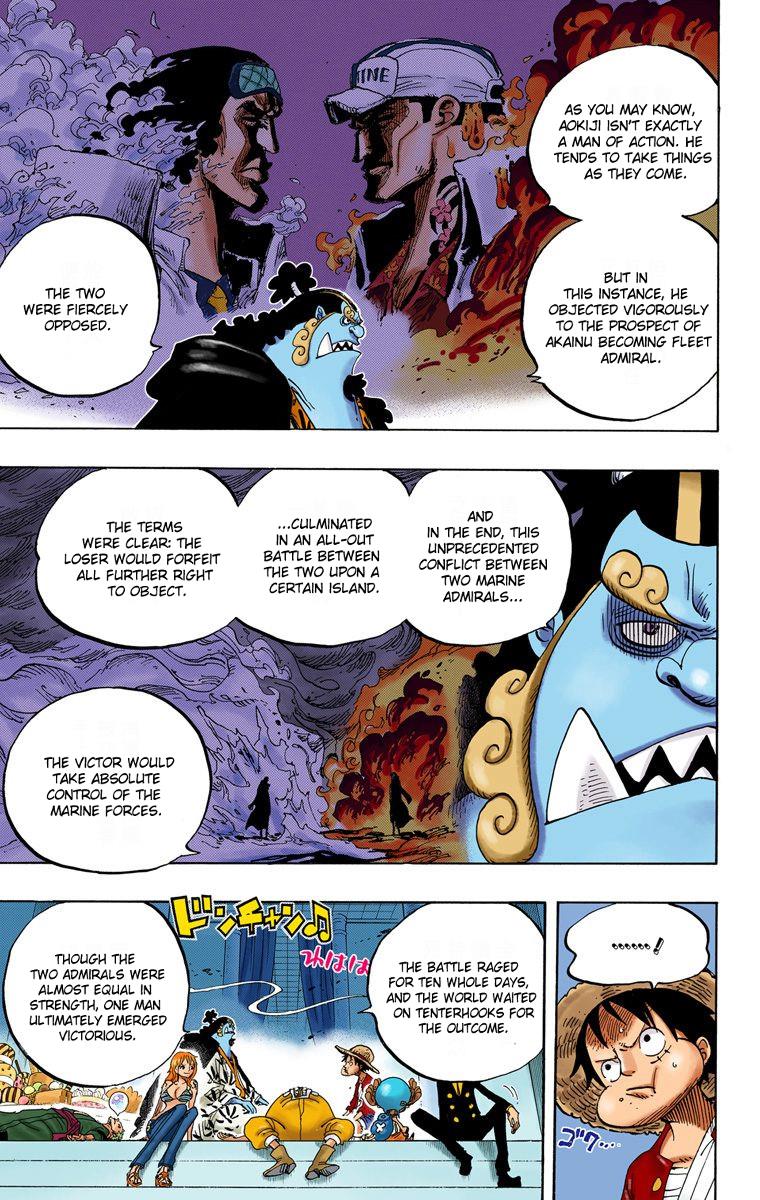 TINE
AS YOU MAY KNOW,
AOKIJI ISN'T EXACTLY
A MAN OF ACTION. HE
TENDS TO TAKE THINGS
AS THEY COME.
BUT IN
THIS INSTANCE, HE
OBJECTED VIGOROUSLY
TO THE PROSPECT OF
AKAINU BECOMING FLEET
ADMIRAL.
THE TWO
WERE FIERCELY
OPPOSED.
AND
IN THE END, THIS
UNPRECEDENTED
CONFLICT BETWEEN
TWO MARINE
ADMIRALS...
...CULMINATED
IN AN ALL-OUT
BATTLE BETWEEN
THE TWO UPON A
CERTAIN ISLAND.
THE TERMS
WERE CLEAR: THE
LOSER WOULD FORFEIT
ALL FURTHER RIGHT
TO OBJECT.
THE VICTOR WOULD
TAKE ABSOLUTE
CONTROL OF THE
MARINE FORCES.
......!
ゴク....
ドンチャン♫
わはは
THE BATTLE RAGED
FOR TEN WHOLE DAYS,
AND THE WORLD WAITED
ON TENTERHOOKS FOR
THE OUTCOME.
THOUGH THE
TWO ADMIRALS WERE
ALMOST EQUAL IN
STRENGTH, ONE MAN
ULTIMATELY EMERGED
VICTORIOUS.